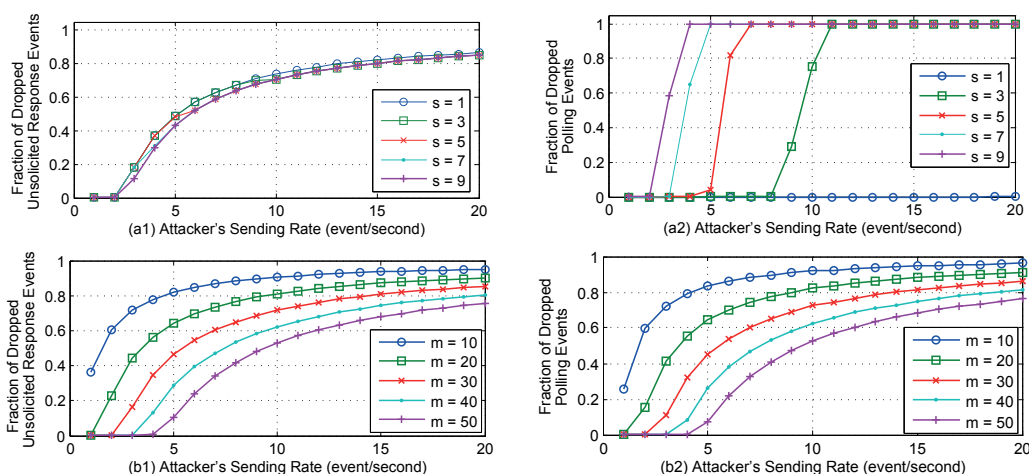 Fraction of Dropped
Unsolicited Response Events
1
0.8
0.6
0.4
0.2
0
0
5
10
15
20
s = 1
s = 3
s = 5
s = 7
s = 9
(a1) Attacker's Sending Rate (event/second)
Fraction of Dropped
Polling Events
1
0.8
0.6
0.4
0.2
0
0
5
10
15
20
s = 1
s = 3
s = 5
s = 7
s = 9
(a2) Attacker's Sending Rate (event/second)
Fraction of Dropped
Unsolicited Response Events
1
0.8
0.6
0.4
0.2
0
0
5
10
15
20
m = 10
m = 20
m = 30
m = 40
m = 50
(b1) Attacker's Sending Rate (event/second)
Fraction of Dropped
Polling Events
1
0.8
0.6
0.4
0.2
0
0
5
10
15
20
m = 10
m = 20
m = 30
m = 40
m = 50
(b2) Attacker's Sending Rate (event/second)